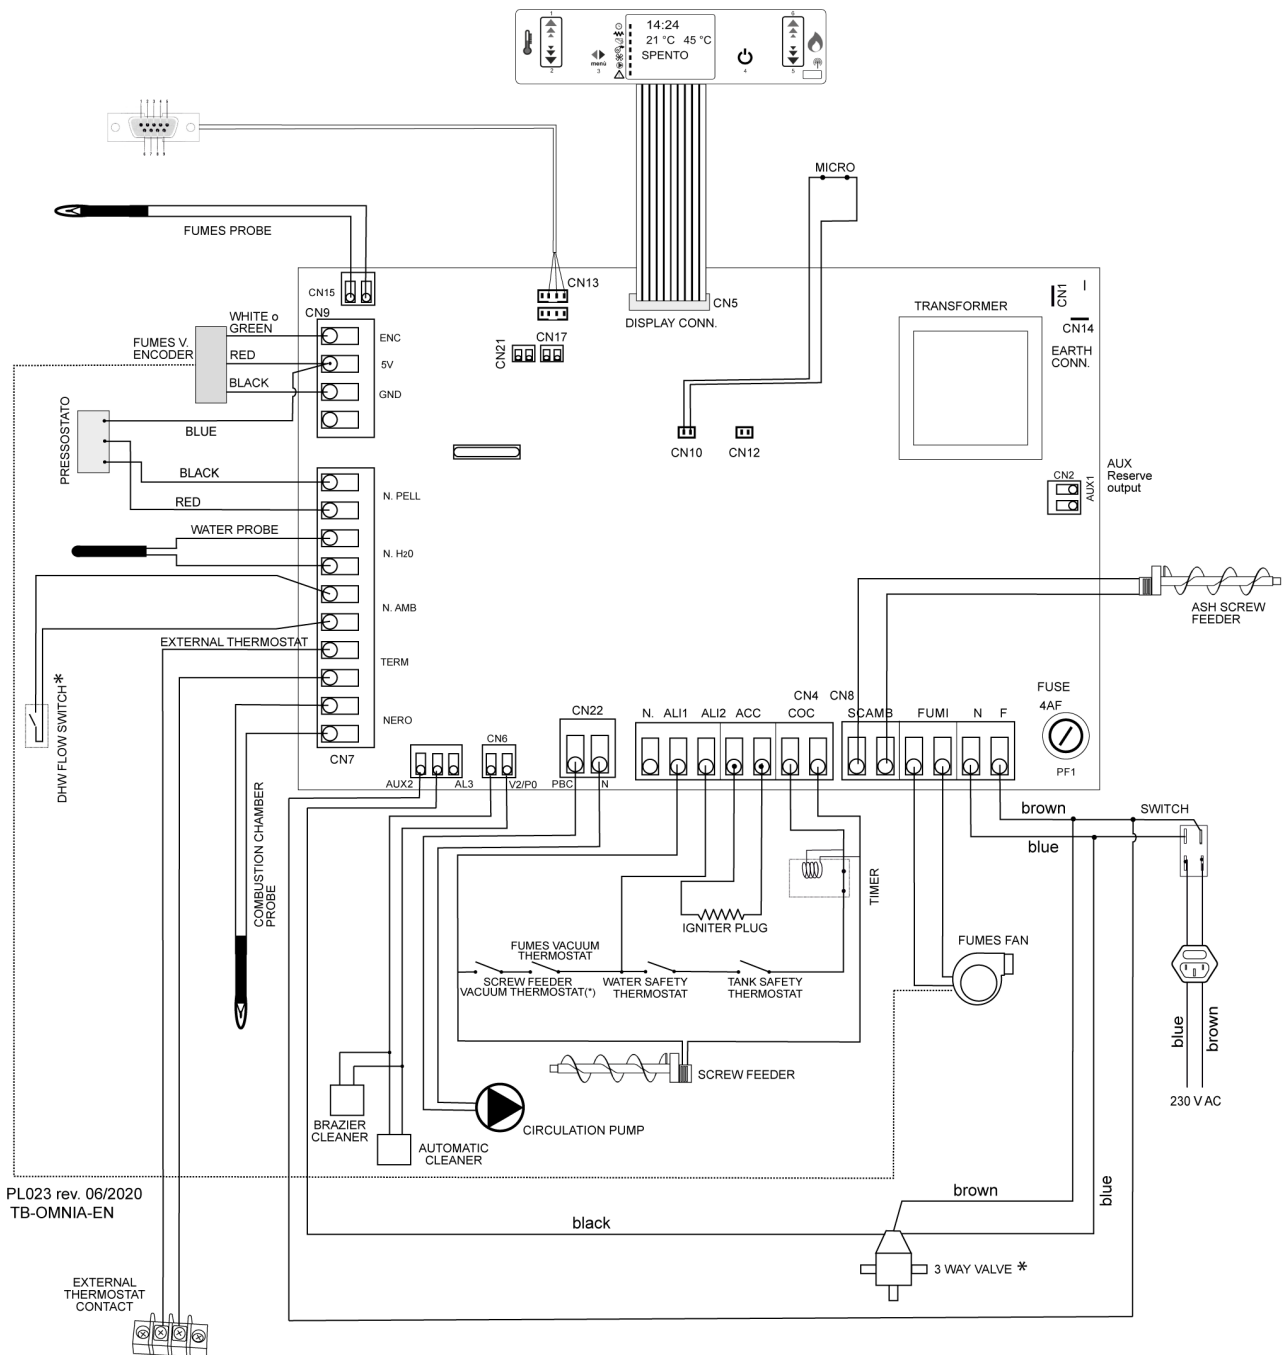 1
6
14:24
21 °C 45 °C
SPENTO
menù
2
3
4
5
MICRO
FUMES PROBE
CN15
CN13
CN5
CN1
CN9
WHITE o
GREEN
ENC
FUMES V.
ENCODER
RED
5V
BLACK
GND
BLUE
PRESSOSTATO
CN21
CN17
DISPLAY CONN.
TRANSFORMER
CN14
EARTH
CONN.
CN10
CN12
AUX
Reserve
output
CN2
AUX1
BLACK
N. PELL
RED
WATER PROBE
N. H20
N. AMB
EXTERNAL THERMOSTAT
TERM
NERO
CN7
DHW FLOW SWITCH*
ASH SCREW
FEEDER
FUSE
4AF
PF1
CN4 CN8
CN22
N. ALI1 ALI2 ACC COC SCAMB FUMI N F
CN6
AUX2
AL3
V2/P0
PBC
N
brown
SWITCH
blue
TIMER
COMBUSTION CHAMBER
PROBE
IGNITER PLUG
FUMES FAN
FUMES VACUUM
THERMOSTAT
SCREW FEEDER
VACUUM THERMOSTAT(*)
WATER SAFETY
THERMOSTAT
TANK SAFETY
THERMOSTAT
SCREW FEEDER
blue
brown
230 V AC
BRAZIER
CLEANER
AUTOMATIC
CLEANER
CIRCULATION PUMP
PL023 rev. 06/2020
TB-OMNIA-EN
brown
blue
black
3 WAY VALVE *
EXTERNAL
THERMOSTAT
CONTACT